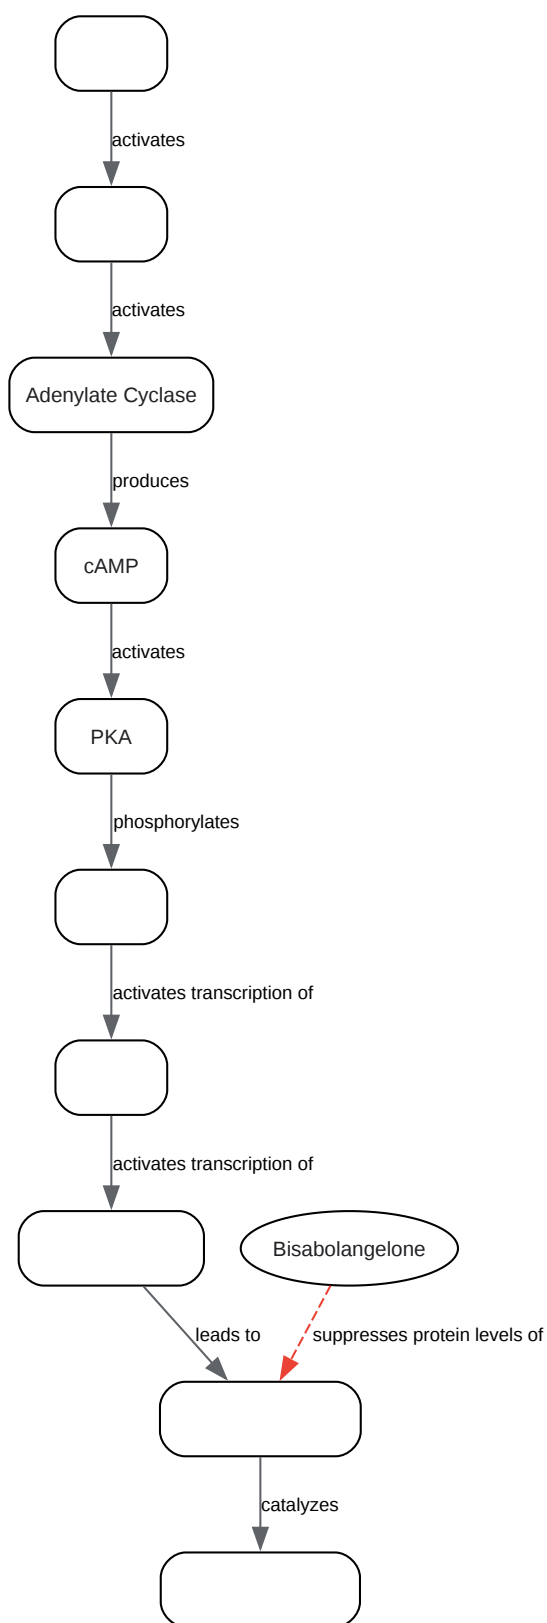 activates
activates
Adenylate Cyclase
produces
cAMP
activates
PKA
phosphorylates
activates transcription of
activates transcription of
Bisabolangelone
leads to
suppresses protein levels of
catalyzes